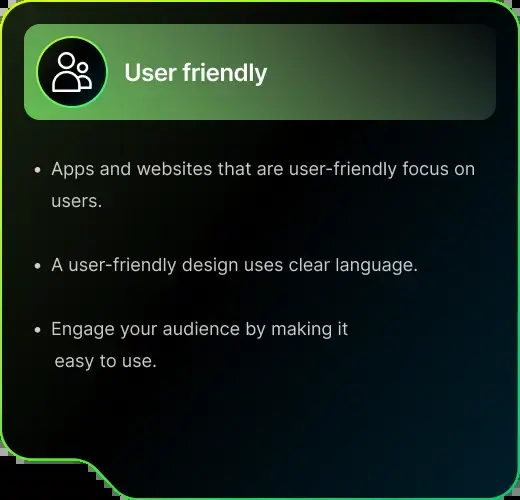 User friendly
• Apps and websites that are user-friendly focus on
users.
• A user-friendly design uses clear language.
• Engage your audience by making it
easy to use.